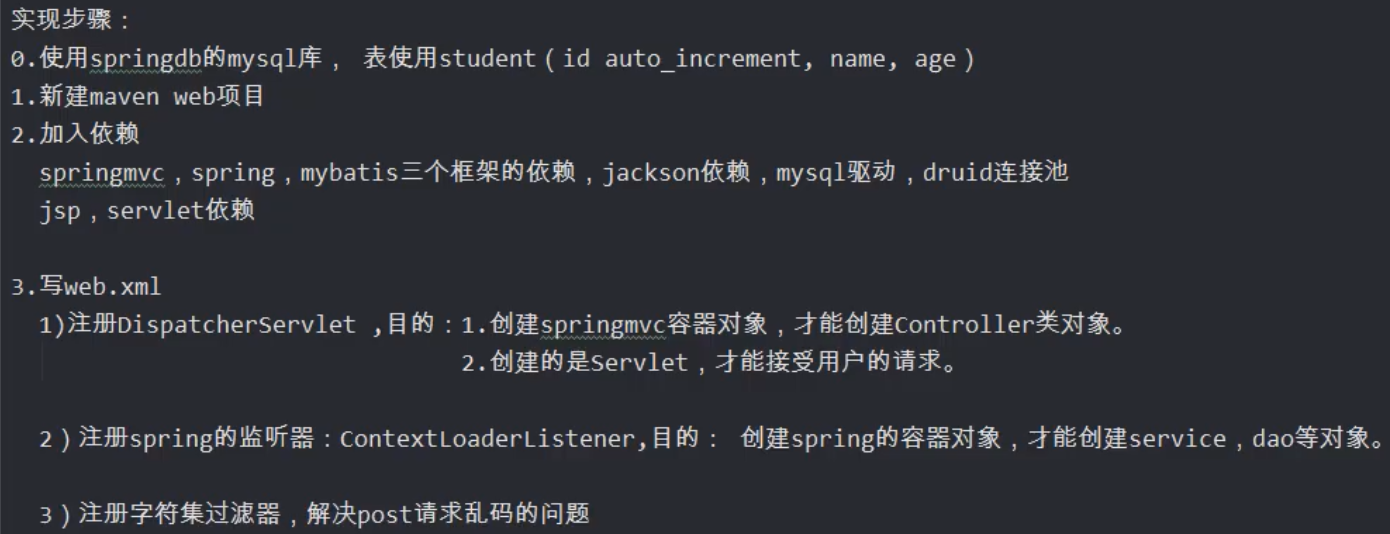 实现步骤：
0.使用springdb的mysql库， 表使用student（id auto_increment, name, age）
1.新建maven web项目
2.加入依赖
springmvc，spring，mybatis三个框架的依赖，jackson依赖，mysql驱动，druid连接池
jsp，servlet依赖
3.写web.xml
1)注册DispatcherServlet ,目的：1.创建springmvc容器对象，才能创建Controller类对象。
2.创建的是Servlet，才能接受用户的请求。
2）注册spring的监听器：ContextLoaderListener,目的： 创建spring的容器对象，才能创建service，dao等对象。
3）注册字符集过滤器，解决post请求乱码的问题